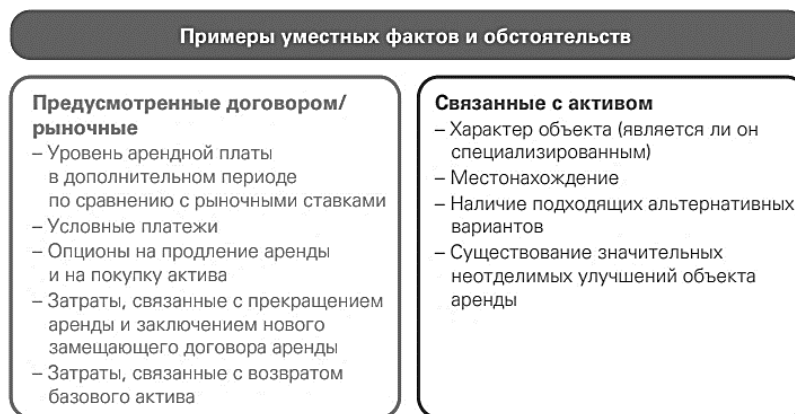 Примеры уместных фактов и обстоятельств
Предусмотренные договором/
рыночные
– Уровень арендной платы
в дополнительном периоде
по сравнению с рыночными ставками
– Условные платежи
– Опционы на продление аренды
и на покупку актива
– Затраты, связанные с прекращением
аренды и заключением нового
замещающего договора аренды
– Затраты, связанные с возвратом
базового актива
Связанные с активом
– Характер объекта (является ли он
специализированным)
– Местонахождение
– Наличие подходящих альтернативных
вариантов
– Существование значительных
неотделимых улучшений объекта
аренды